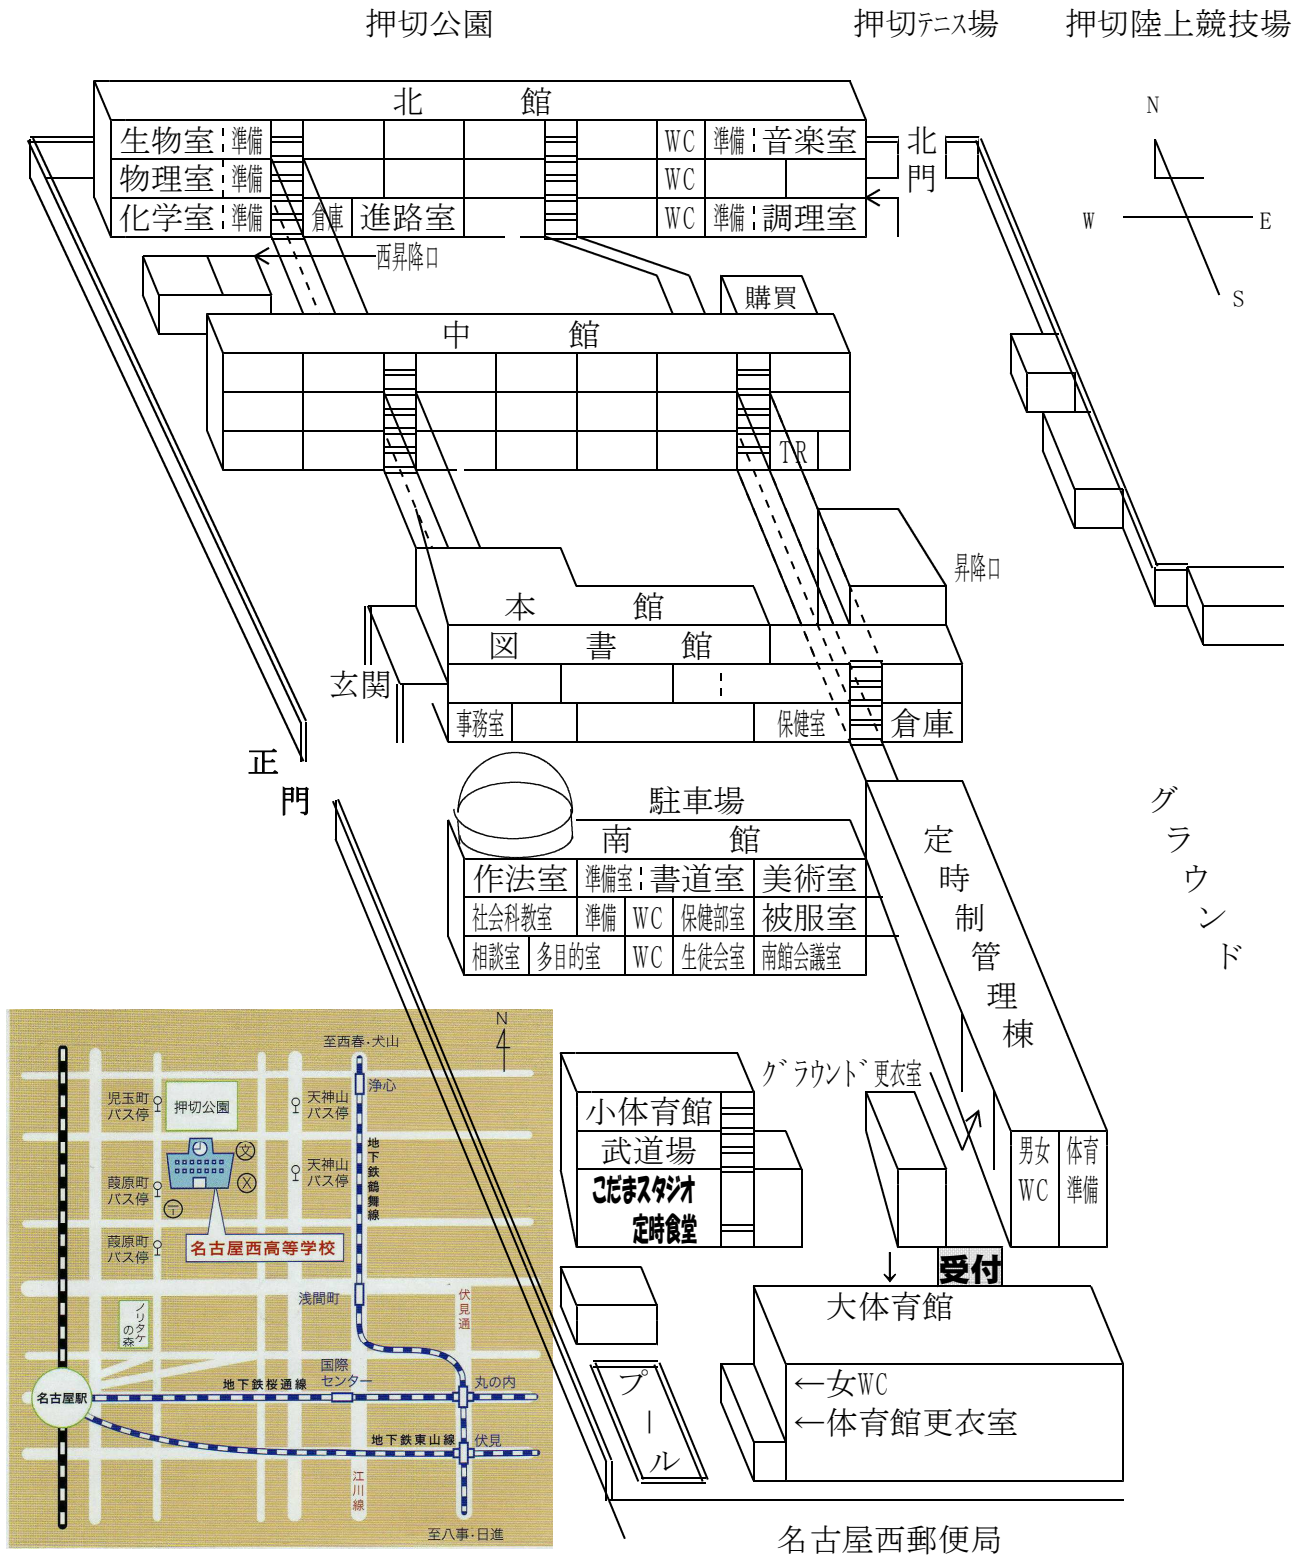 押切公園
押切テニス場
押切陸上競技場
北　館
N
W
E
S
生物室 準備 WC 準備 音楽室
北門
物理室 準備 WC
化学室 準備 倉庫 進路室 WC 準備 調理室
西昇降口
購買
中　館
TR
昇降口
本　館
図　書　館
玄関
事務室 保健室 倉庫
正門
駐車場
グラウンド
南　館
定時制管理棟
作法室 準備室 書道室 美術室
社会科教室 準備 WC 保健部室 被服室
相談室 多目的室 WC 生徒会室 南館会議室
グラウンド更衣室
小体育館
武道場
こだまスタジオ
定時食堂
男女
WC
体育
準備
受付
大体育館
←女WC
←体育館更衣室
プール
名古屋西郵便局
N
至西春・犬山
浄心
児玉町
バス停
押切公園
天神山
バス停
文
地下鉄鶴舞線
天神山
バス停
葭原町
バス停
X
〒
葭原町
バス停
名古屋西高等学校
浅間町
伏見通
ノリタケの森
国際
センター
名古屋駅
地下鉄桜通線
丸の内
地下鉄東山線
伏見
江川線
至八事・日進